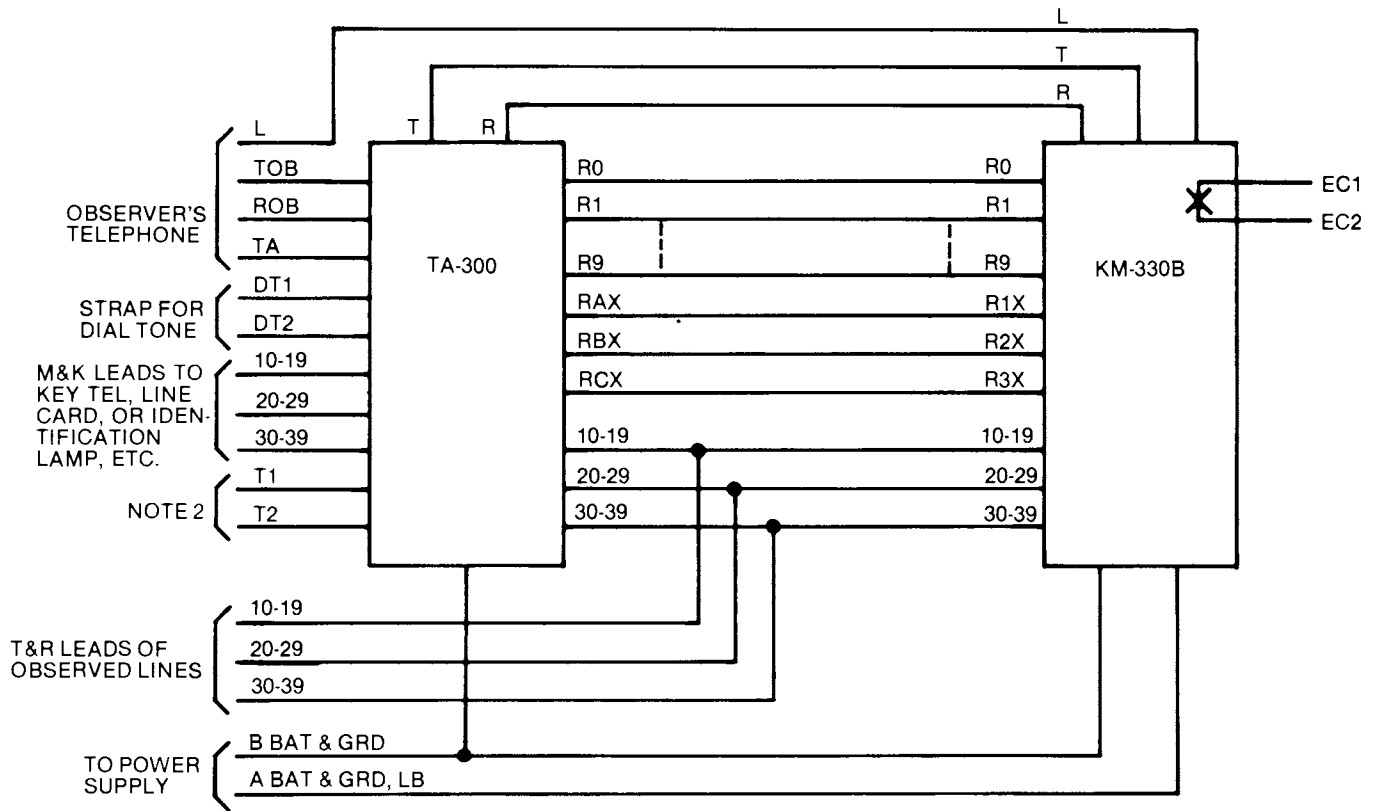 L
T
R
T R
L
TOB
ROB
TA
OBSERVER'S
TELEPHONE
DT1
DT2
STRAP FOR
DIAL TONE
10-19
20-29
30-39
M&K LEADS TO
KEY TEL, LINE
CARD, OR IDEN-
TIFICATION
LAMP, ETC.
T1
T2
NOTE 2
TA-300
R0
R1
R9
RAX
RBX
RCX
10-19
20-29
30-39
R0
R1
R9
R1X
R2X
R3X
10-19
20-29
30-39
KM-330B
EC1
EC2
10-19
20-29
30-39
T&R LEADS OF
OBSERVED LINES
B BAT & GRD
A BAT & GRD, LB
TO POWER
SUPPLY